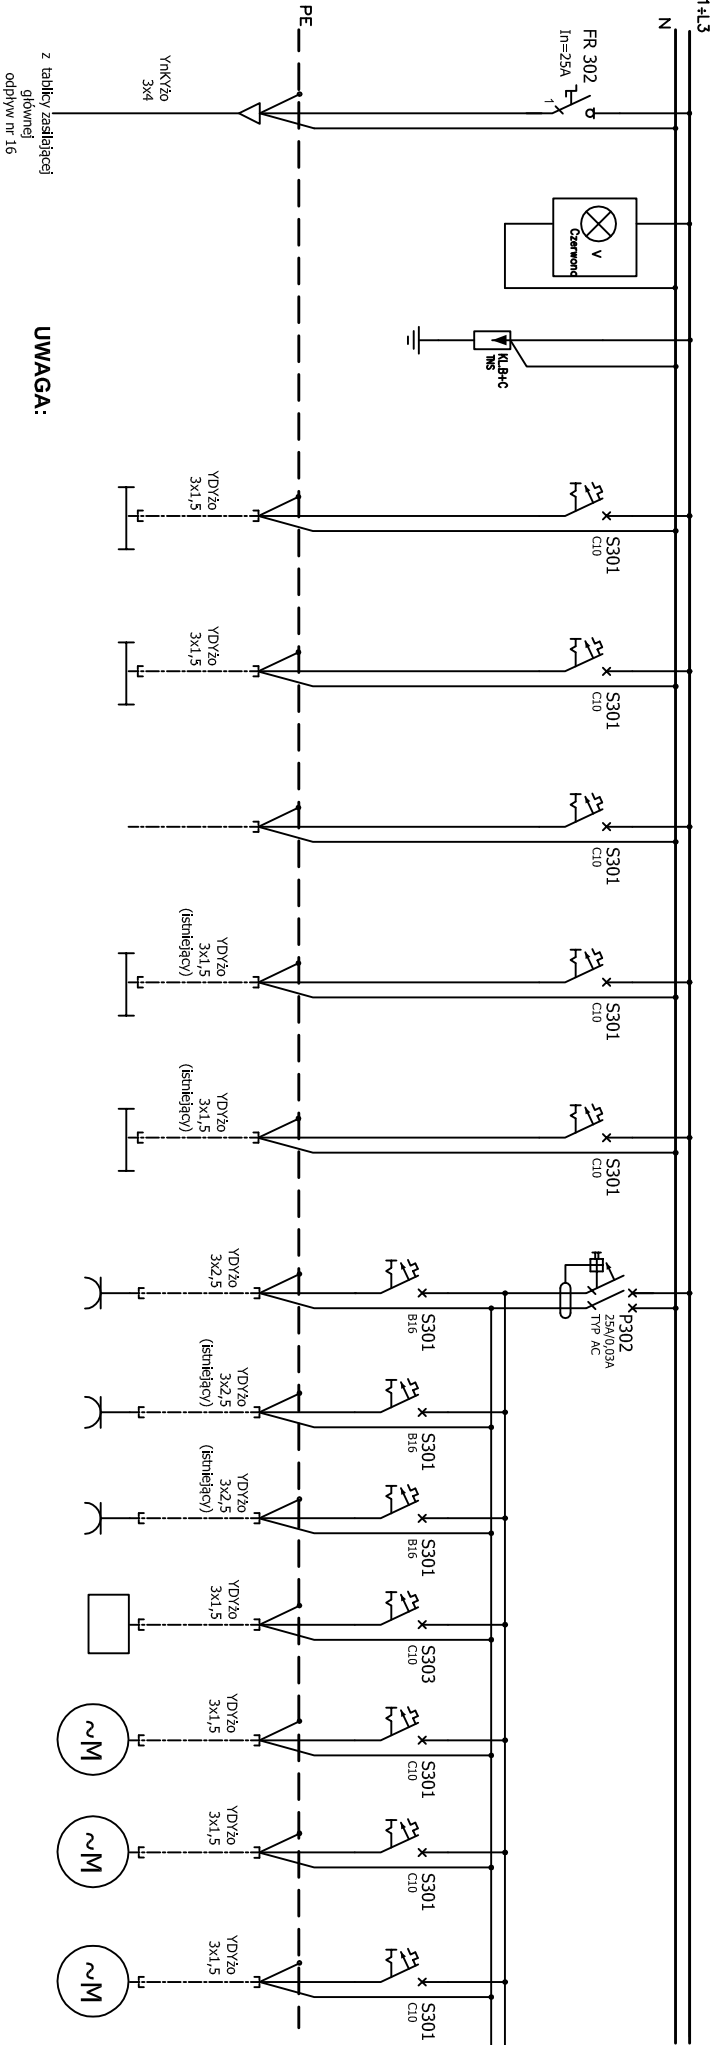 1÷L3
N
PE
FR 302
In=25A
1
YnKYżo
3x4
z tablicy zasilającej
głównej
odpływ nr 16
V
Czerwona
KL.B+C
TNS
UWAGA:
S301
C10
YDYżo
3x1,5
S301
C10
YDYżo
3x1,5
S301
C10
S301
C10
YDYżo
3x1,5
(istniejący)
S301
C10
YDYżo
3x1,5
(istniejący)
P302
25A/0,03A
TYP AC
S301
B16
YDYżo
3x2,5
S301
B16
YDYżo
3x2,5
(istniejący)
S301
B16
YDYżo
3x2,5
(istniejący)
S303
C10
YDYżo
3x1,5
S301
C10
YDYżo
3x1,5
~M
S301
C10
YDYżo
3x1,5
~M
S301
C10
YDYżo
3x1,5
~M